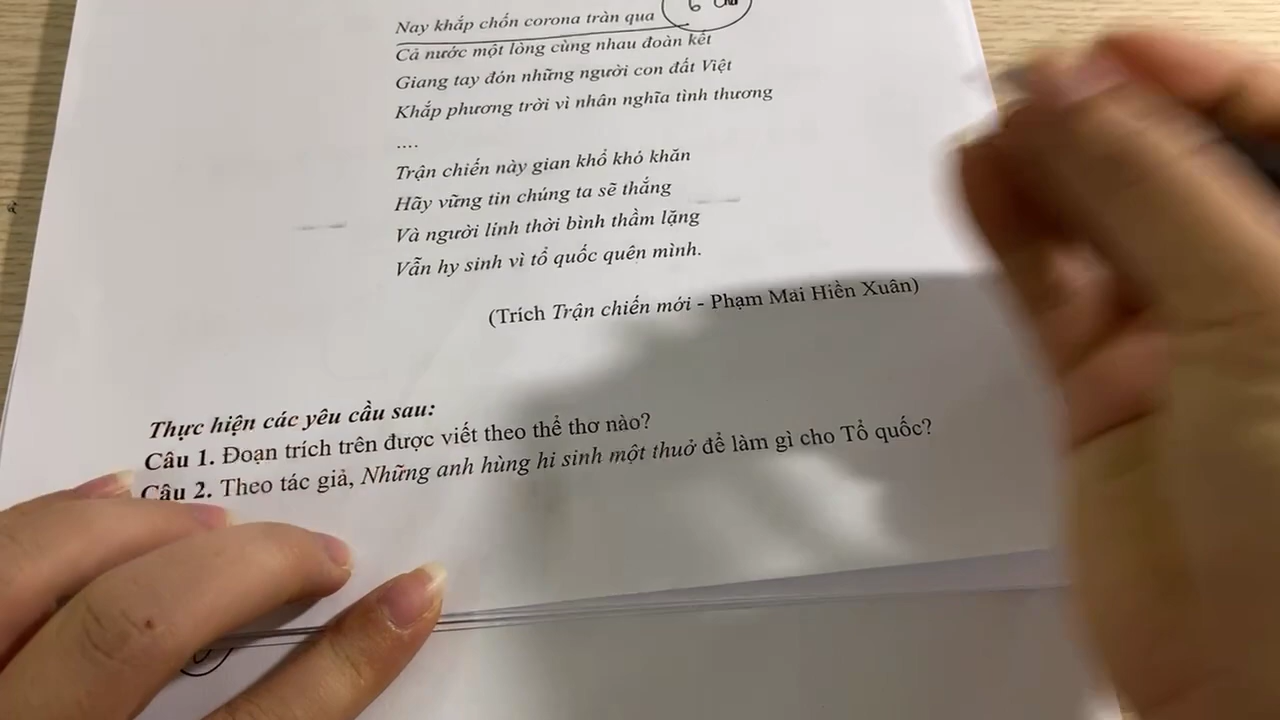 Nay khắp chốn corona tràn qua
Cả nước một lòng cùng nhau đoàn kết
Giang tay đón những người con đất Việt
Khắp phương trời vì nhân nghĩa tình thương
....
Trận chiến này gian khổ khó khăn
Hãy vững tin chúng ta sẽ thắng
Và người lính thời bình thầm lặng
Vẫn hy sinh vì tổ quốc quên mình.
(Trích Trận chiến mới - Phạm Mai Hiền Xuân)
Thực hiện các yêu cầu sau:
Câu 1. Đoạn trích trên được viết theo thể thơ nào?
Câu 2. Theo tác giả, Những anh hùng hi sinh một thuở để làm gì cho Tổ quốc?